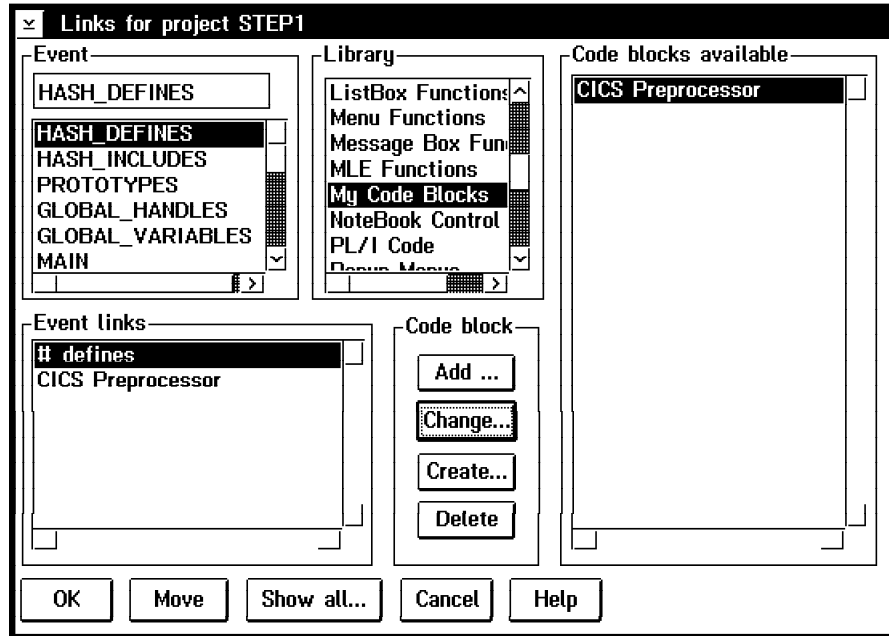 Links for project STEP1
Event
HASH_DEFINES
HASH_DEFINES
HASH_INCLUDES
PROTOTYPES
GLOBAL_HANDLES
GLOBAL_VARIABLES
MAIN
Library
ListBox Functions
Menu Functions
Message Box Fun
MLE Functions
My Code Blocks
NoteBook Control
PL/I Code
Code blocks available
CICS Preprocessor
Event links
# defines
CICS Preprocessor
Code block
Add ...
Change...
Create...
Delete
OK Move Show all... Cancel Help